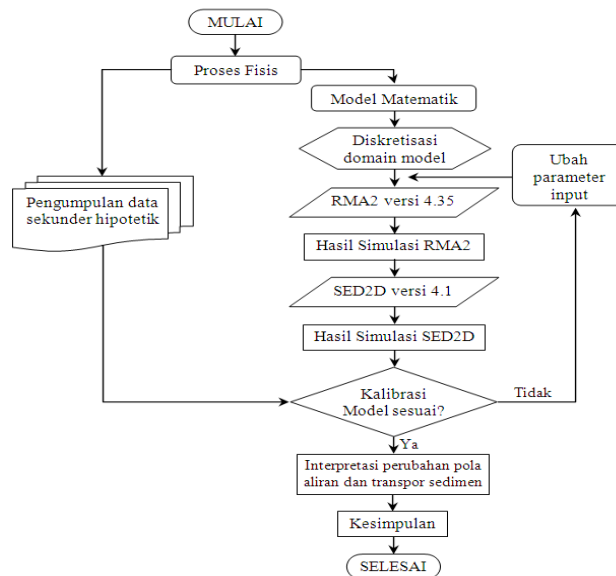 MULAI
Proses Fisis
Model Matematik
Diskretisasi
domain model
Ubah
parameter
input
Pengumpulan data
sekunder hipotetik
RMA2 versi 4.35
Hasil Simulasi RMA2
SED2D versi 4.1
Hasil Simulasi SED2D
Kalibrasi
Model sesuai?
Tidak
Ya
Interpretasi perubahan pola
aliran dan transpor sedimen
Kesimpulan
SELESAI